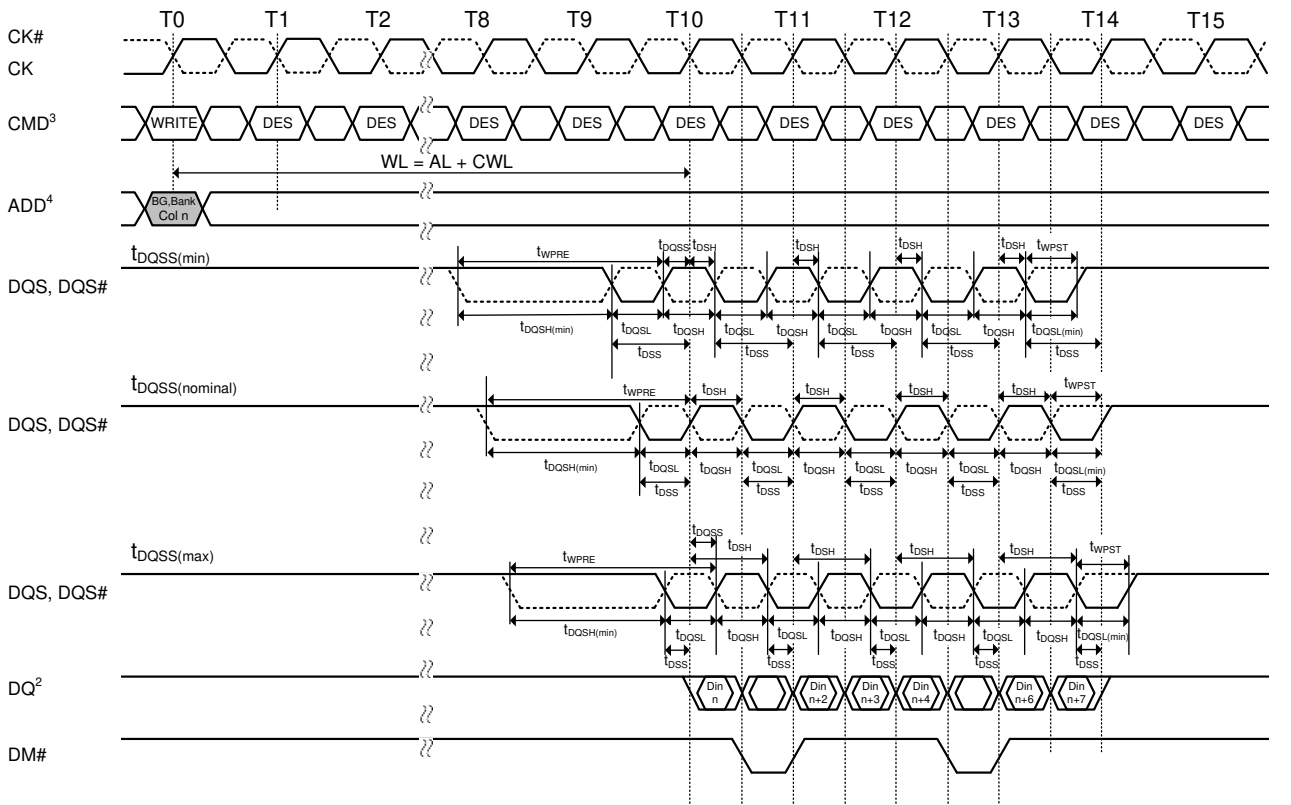 T0 T1 T2 T8 T9 T10 T11 T12 T13 T14 T15
CK#
CK
CMD3 WRITE DES DES DES DES DES DES DES DES DES DES
WL = AL + CWL
ADD4 BG,Bank
Col n
tDQSS(min) tWPRE tDQSS tDSH tDSH tDSH tDSH tWPST
DQS, DQS#
tDQSH(min) tDQSL tDQSH tDQSL tDQSH tDQSL tDQSH tDQSL tDQSH tDQSL(min)
tDSS tDSS tDSS tDSS tDSS
tDQSS(nominal) tWPRE tDSH tDSH tDSH tDSH tWPST
DQS, DQS#
tDQSH(min) tDQSL tDQSH tDQSL tDQSH tDQSL tDQSH tDQSL tDQSH tDQSL(min)
tDSS tDSS tDSS tDSS tDSS
tDQSS
tDQSS(max) tWPRE tDSH tDSH tDSH tDSH tWPST
DQS, DQS#
tDQSH(min) tDQSL tDQSH tDQSL tDQSH tDQSL tDQSH tDQSL tDQSH tDQSL(min)
tDSS tDSS tDSS tDSS tDSS
DQ2 Din
n Din
n+2 Din
n+3 Din
n+4 Din
n+6 Din
n+7
DM#